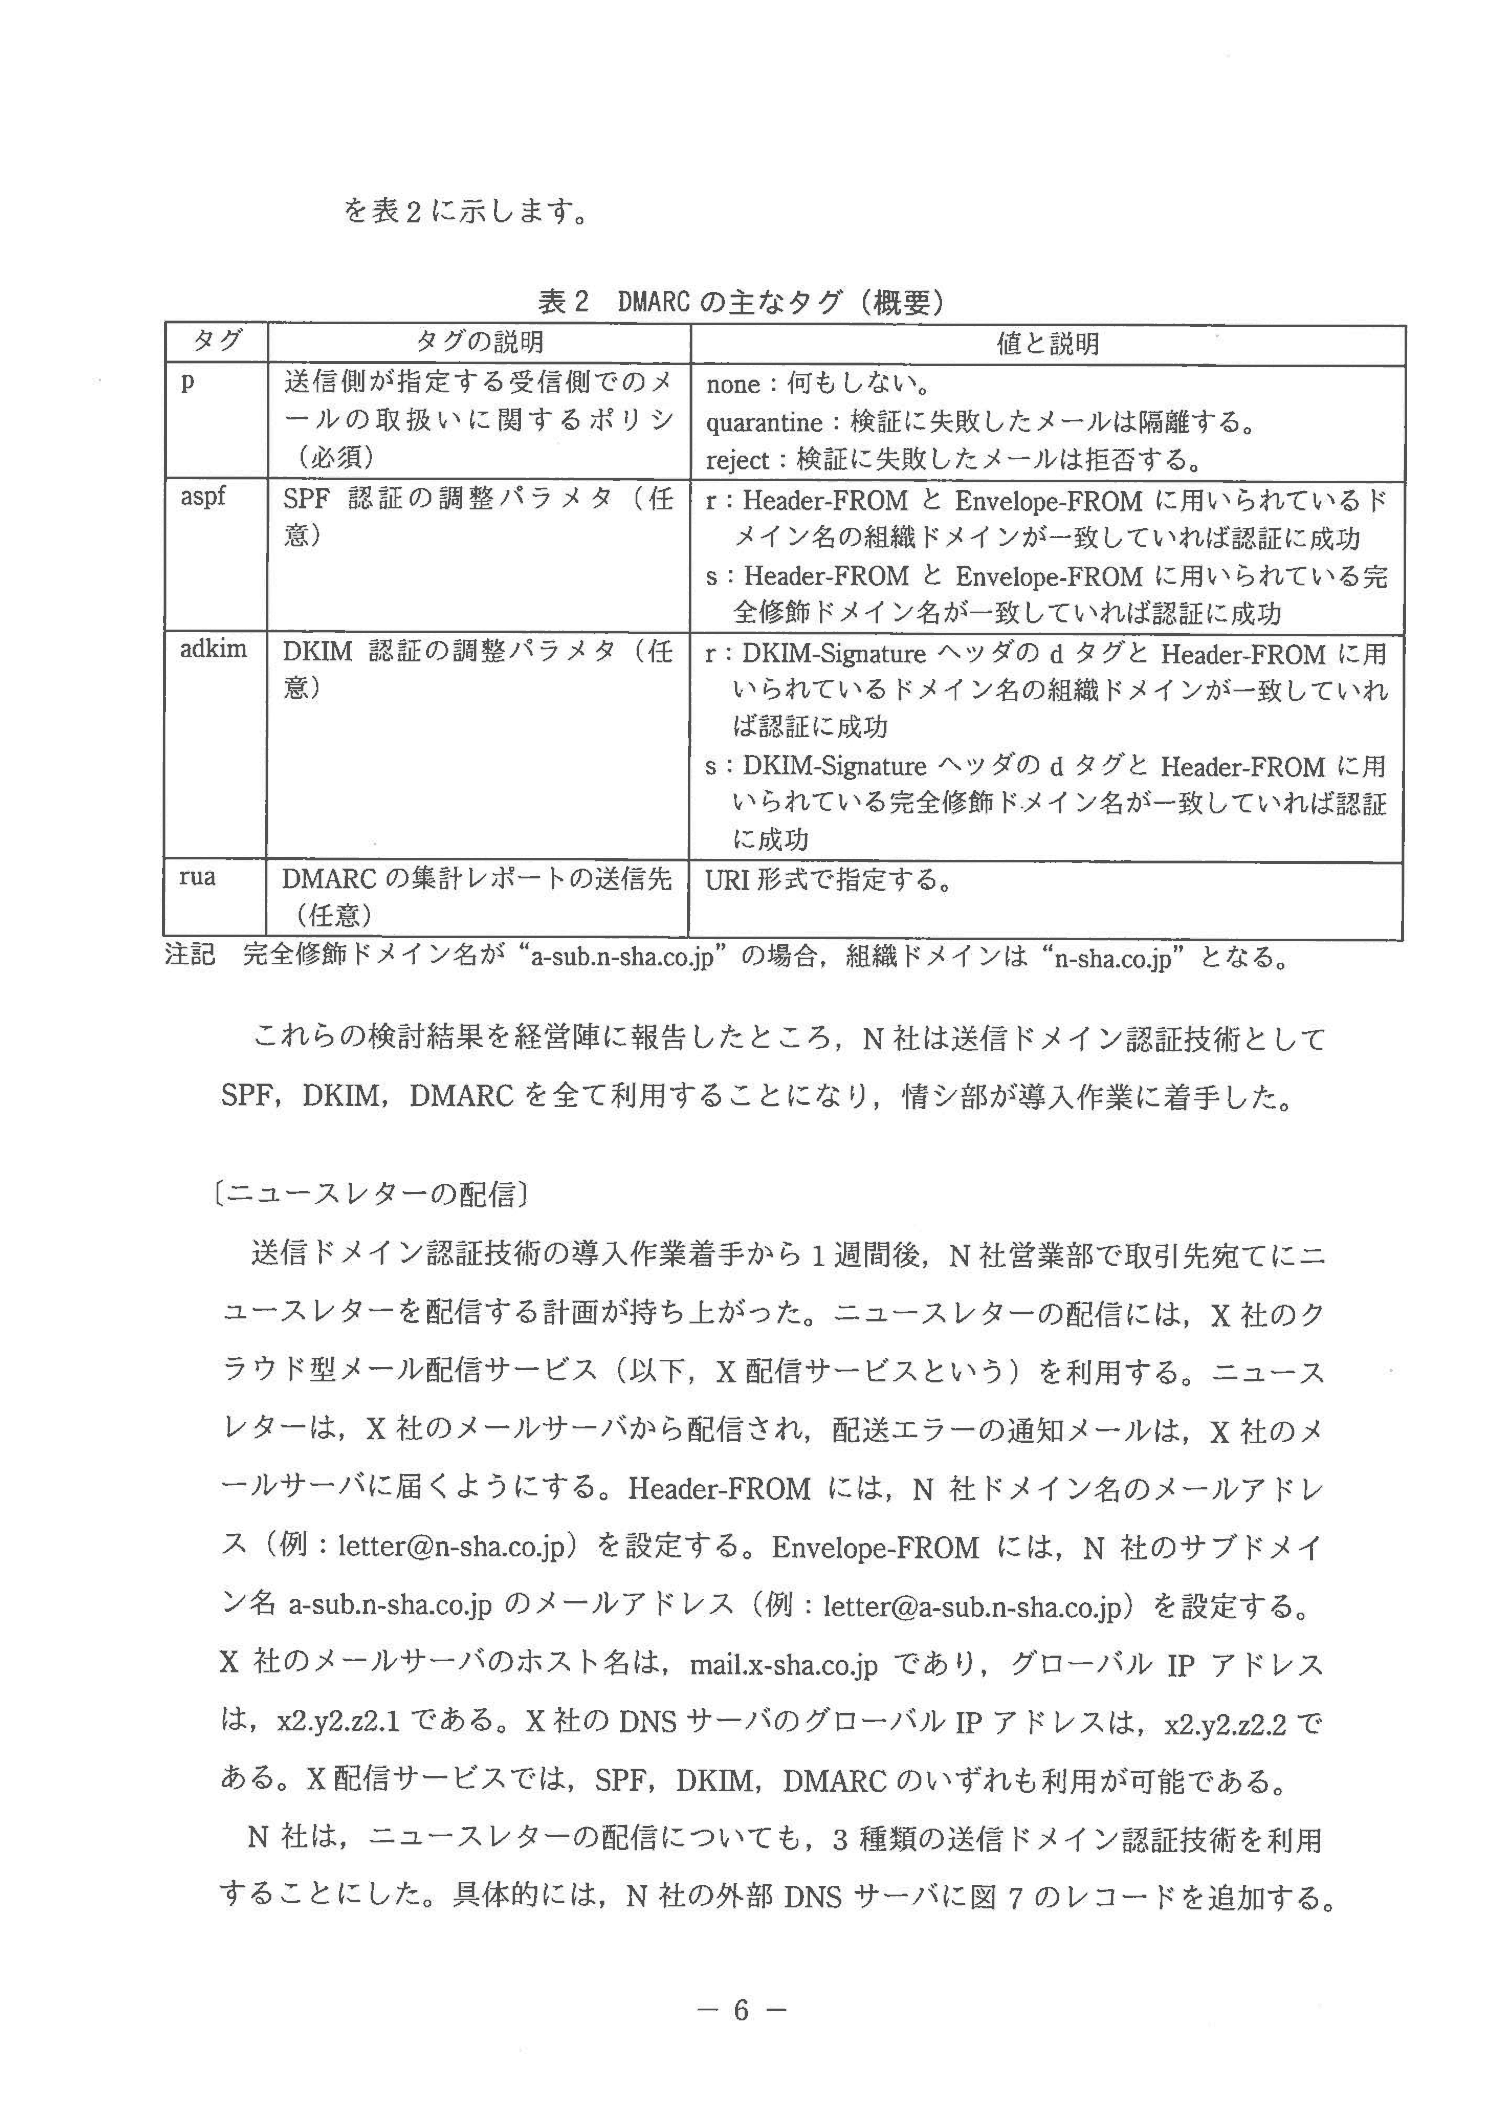 を表2に示します。
表2　DMARCの主なタグ（概要）
タグ	タグの説明	値と説明
p	送信側が指定する受信側でのメ	none：何もしない。
ールの取扱いに関するポリシ	quarantine：検証に失敗したメールは隔離する。
（必須）	reject：検証に失敗したメールは拒否する。
aspf	SPF 認証の調整パラメタ（任	r：Header-FROM と Envelope-FROM に用いられているド
意）	メイン名の組織ドメインが一致していれば認証に成功
s：Header-FROM と Envelope-FROM に用いられている完
全修飾ドメイン名が一致していれば認証に成功
adkim	DKIM 認証の調整パラメタ（任	r：DKIM-Signature ヘッダの d タグと Header-FROM に用
意）	いられているドメイン名の組織ドメインが一致していれ
ば認証に成功
s：DKIM-Signature ヘッダの d タグと Header-FROM に用
いられている完全修飾ドメイン名が一致していれば認証
に成功
rua	DMARC の集計レポートの送信先	URI 形式で指定する。
（任意）
注記　完全修飾ドメイン名が“a-sub.n-sha.co.jp”の場合，組織ドメインは“n-sha.co.jp”となる。
これらの検討結果を経営陣に報告したところ，N 社は送信ドメイン認証技術として
SPF，DKIM，DMARC を全て利用することになり，情シ部が導入作業に着手した。
〔ニュースレターの配信〕
送信ドメイン認証技術の導入作業着手から 1 週間後，N 社営業部で取引先宛てにニ
ュースレターを配信する計画が持ち上がった。ニュースレターの配信には，X 社のク
ラウド型メール配信サービス（以下，X 配信サービスという）を利用する。ニュース
レターは，X 社のメールサーバから配信され，配送エラーの通知メールは，X 社のメ
ールサーバに届くようにする。Header-FROM には，N 社ドメイン名のメールアドレ
ス（例：letter@n-sha.co.jp）を設定する。Envelope-FROM には，N 社のサブドメイ
ン名 a-sub.n-sha.co.jp のメールアドレス（例：letter@a-sub.n-sha.co.jp）を設定する。
X 社のメールサーバのホスト名は，mail.x-sha.co.jp であり，グローバル IP アドレス
は，x2.y2.z2.1 である。X 社の DNS サーバのグローバル IP アドレスは，x2.y2.z2.2 で
ある。X 配信サービスでは，SPF，DKIM，DMARC のいずれも利用が可能である。
N 社は，ニュースレターの配信についても，3 種類の送信ドメイン認証技術を利用
することにした。具体的には，N 社の外部 DNS サーバに図 7 のレコードを追加する。
－ 6 －